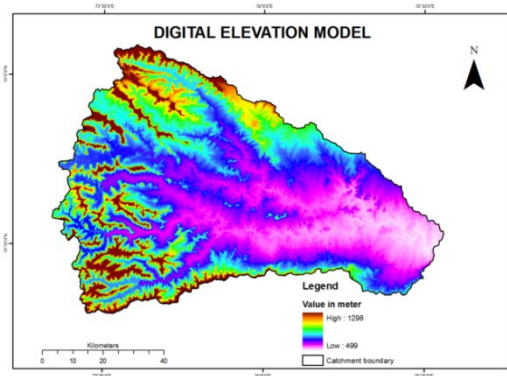 DIGITAL ELEVATION MODEL
N
Legend
Value in meter
High : 1298
Low : 499
Catchment boundary
Kilometers
0 5 10 20 30 40